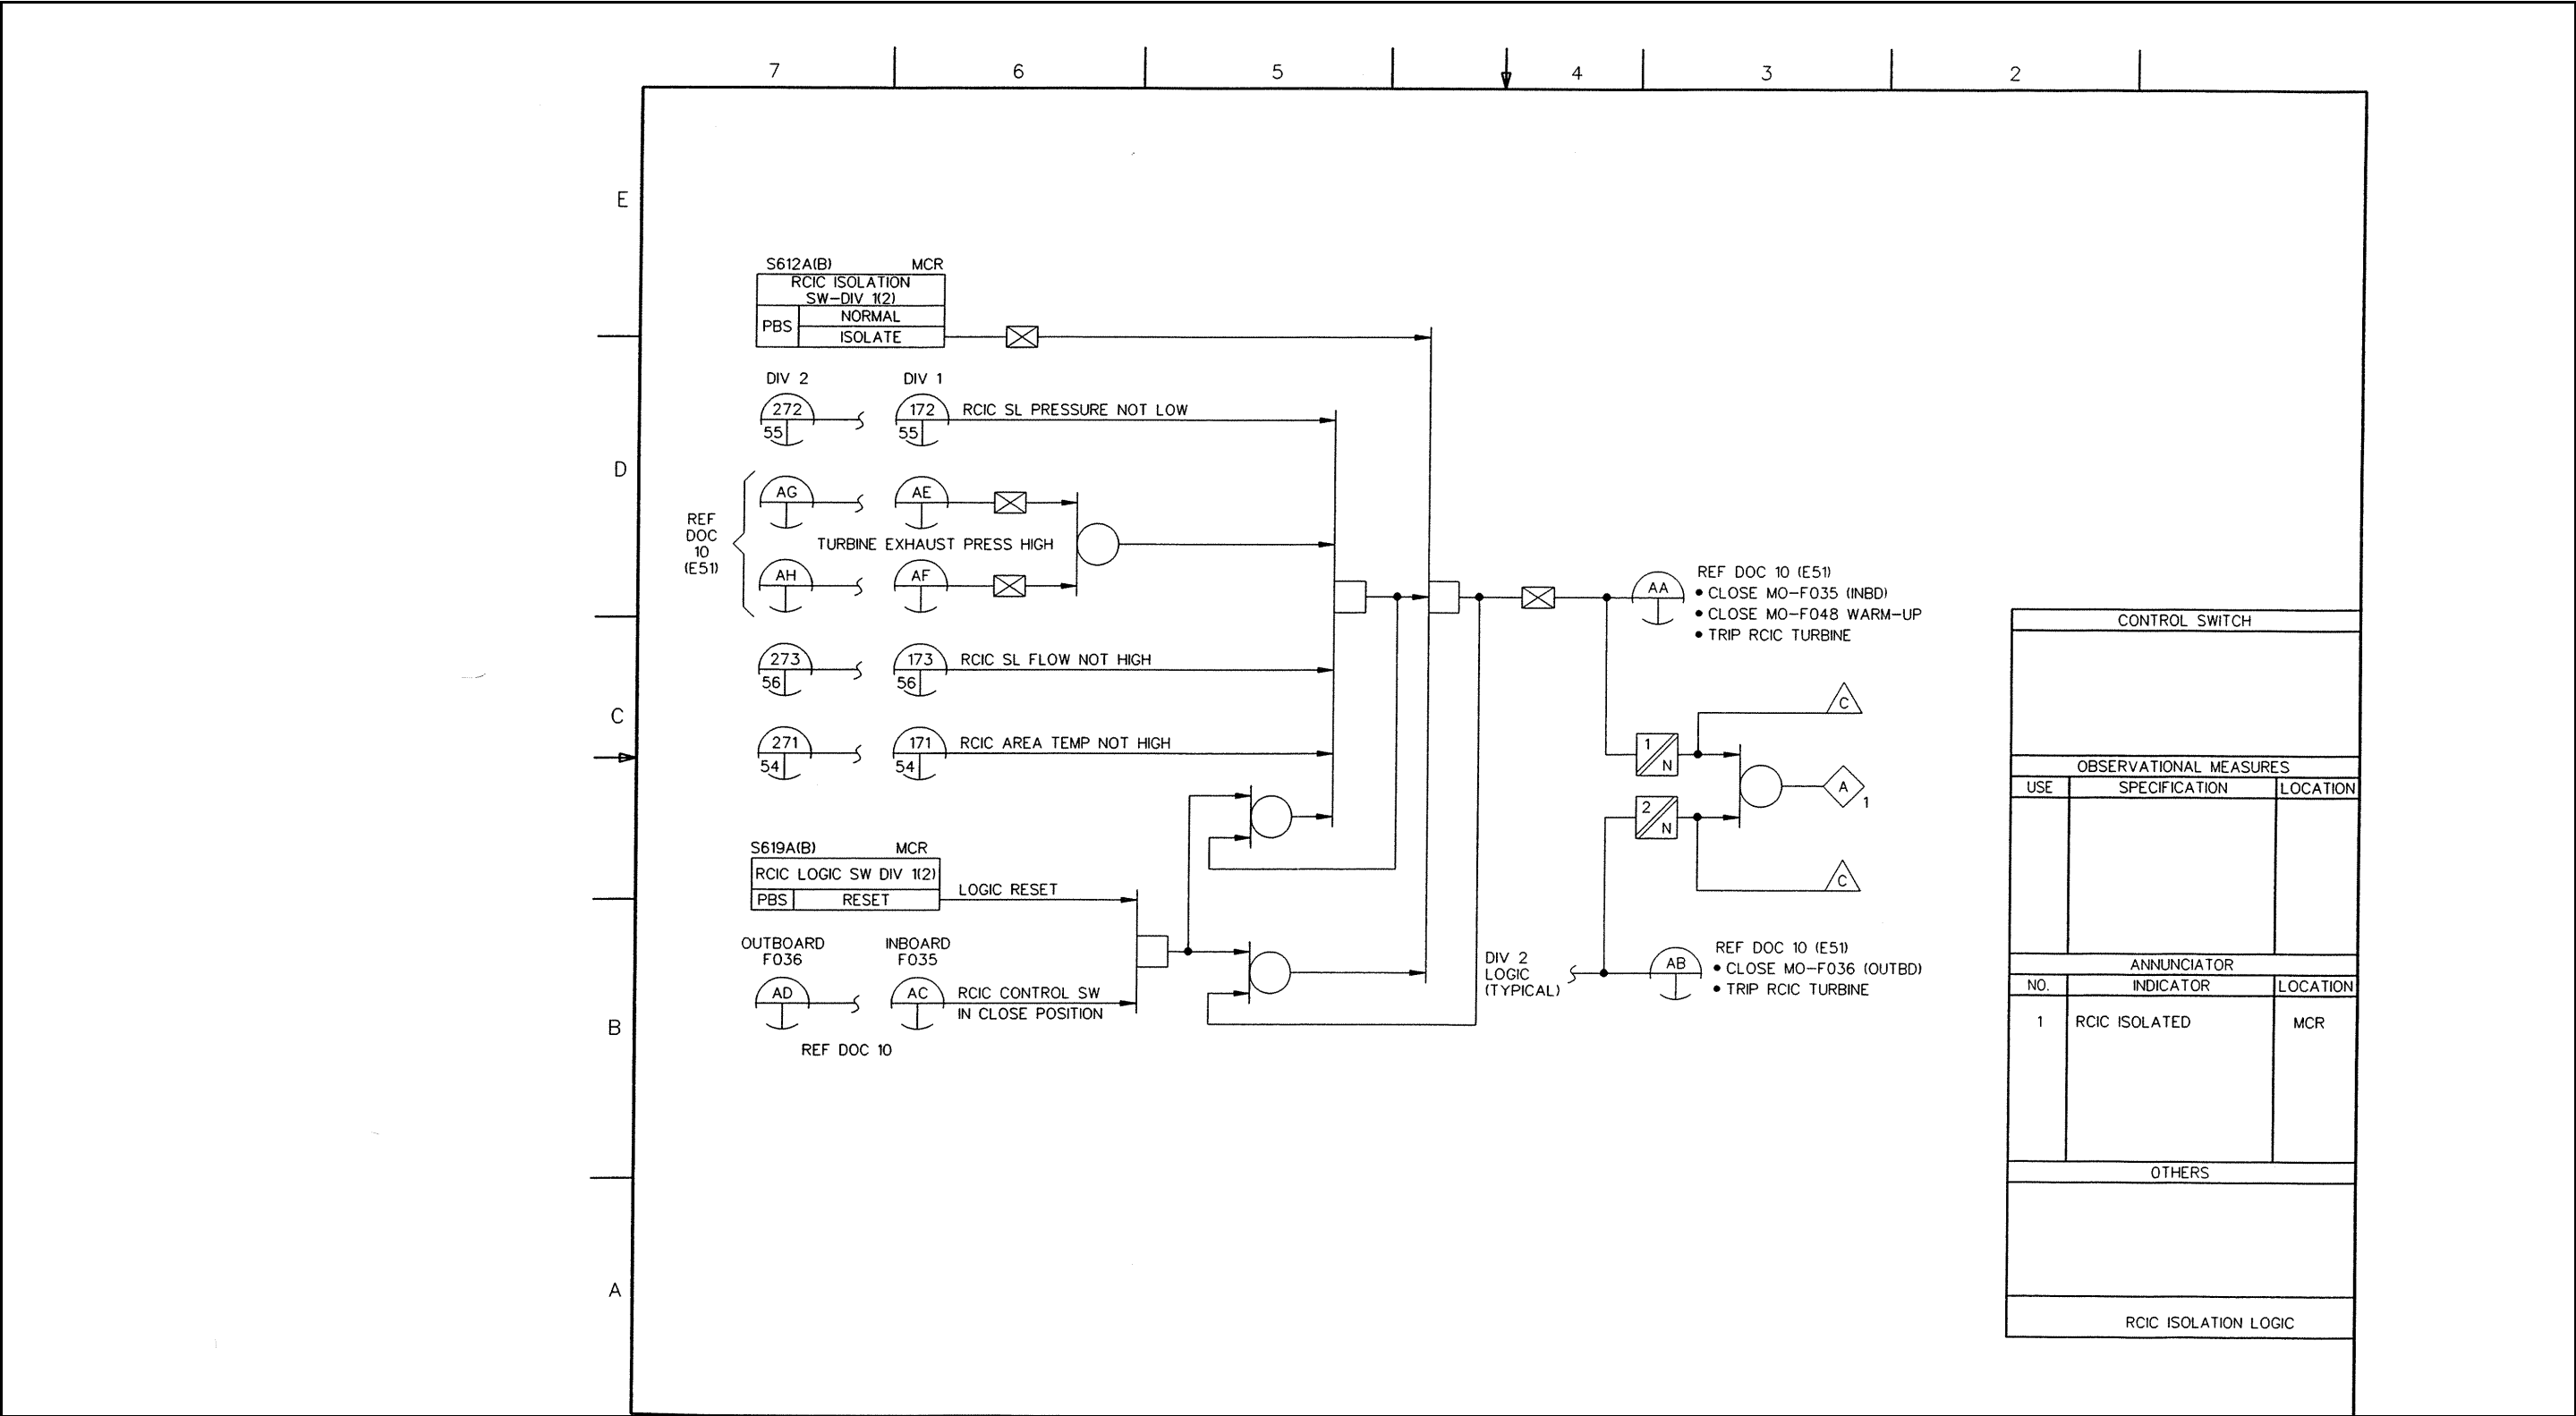 7 6 5 4 3 2
E
D
C
B
A
S612A(B) MCR
RCIC ISOLATION
SW-DIV 1(2)
PBS
NORMAL
ISOLATE
DIV 2 DIV 1
272 172 RCIC SL PRESSURE NOT LOW
55 55
REF
DOC
10
(E51)
AG AE
TURBINE EXHAUST PRESS HIGH
AH AF
273 173 RCIC SL FLOW NOT HIGH
56 56
271 171 RCIC AREA TEMP NOT HIGH
54 54
S619A(B) MCR
RCIC LOGIC SW DIV 1(2)
PBS RESET
LOGIC RESET
OUTBOARD INBOARD
F036 F035
AD AC RCIC CONTROL SW
IN CLOSE POSITION
REF DOC 10
AA
REF DOC 10 (E51)
• CLOSE MO-F035 (INBD)
• CLOSE MO-F048 WARM-UP
• TRIP RCIC TURBINE
C
1
N
A
1
2
N
C
DIV 2
LOGIC
(TYPICAL)
AB
REF DOC 10 (E51)
• CLOSE MO-F036 (OUTBD)
• TRIP RCIC TURBINE
CONTROL SWITCH
OBSERVATIONAL MEASURES
USE SPECIFICATION LOCATION
ANNUNCIATOR
NO. INDICATOR LOCATION
1 RCIC ISOLATED MCR
OTHERS
RCIC ISOLATION LOGIC